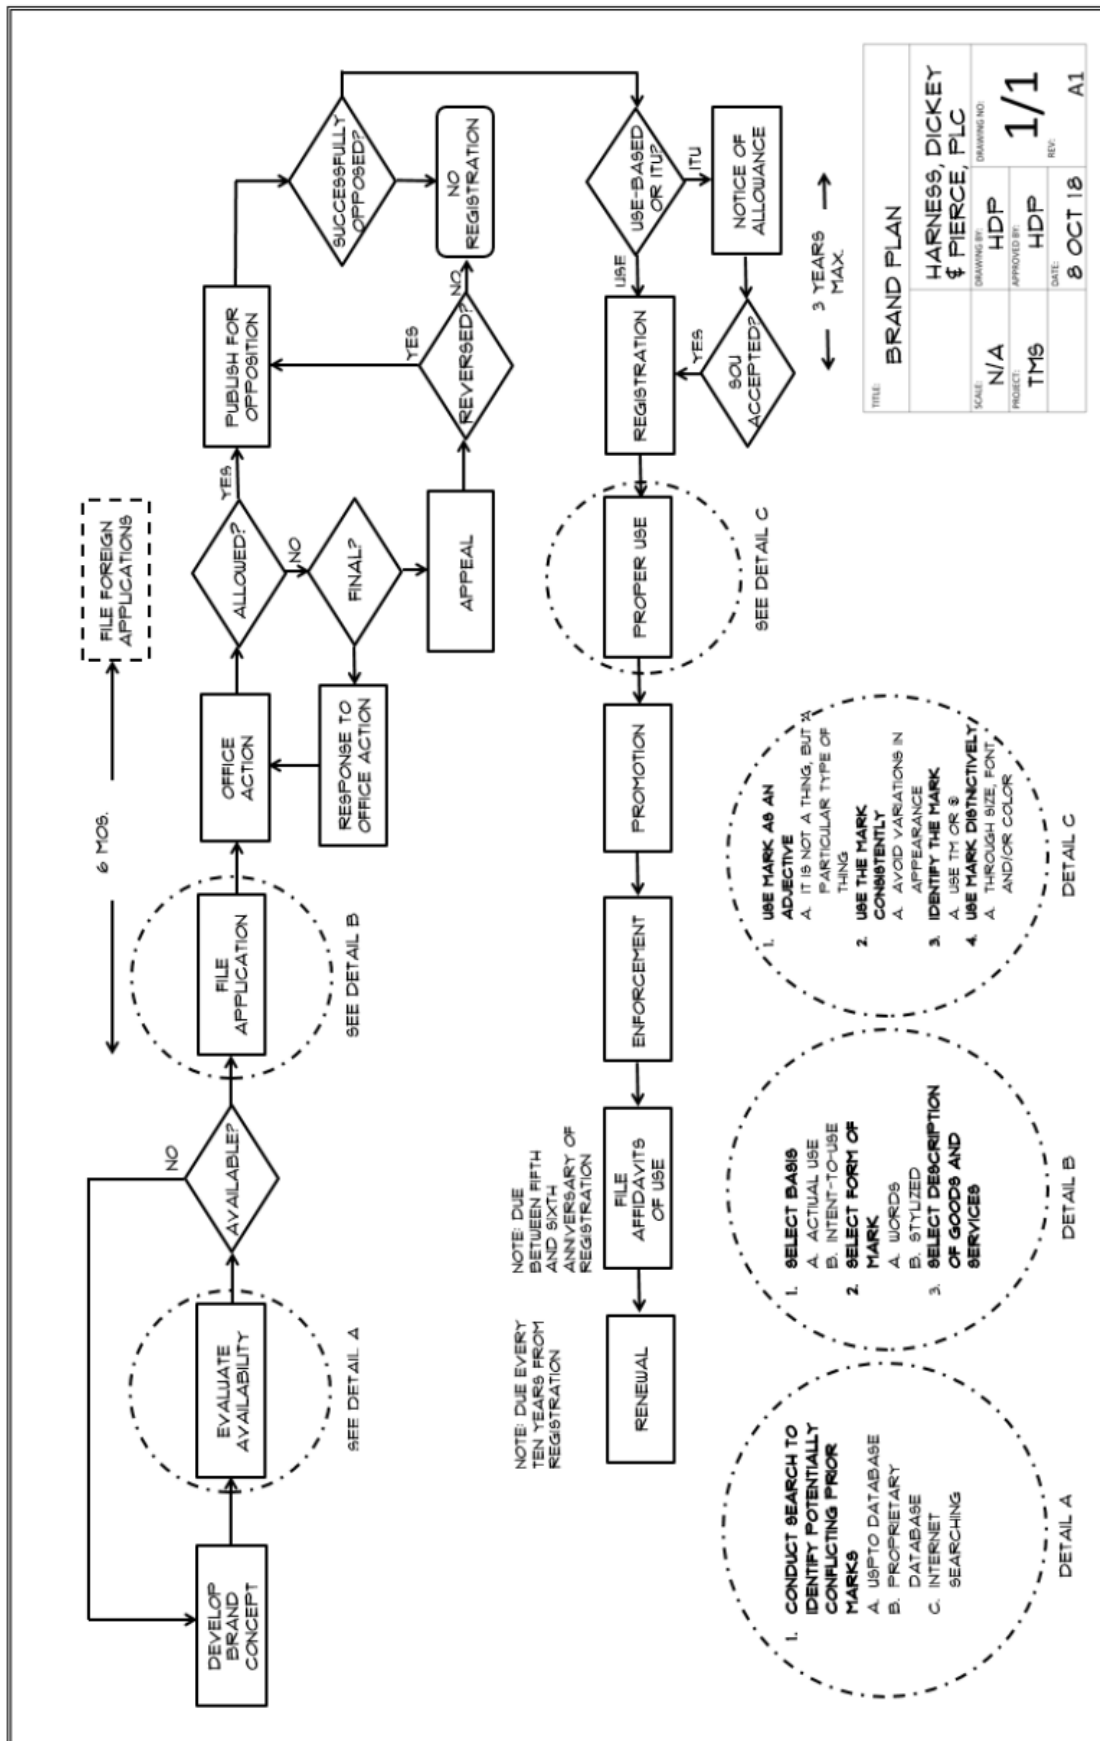 6 MOS.
FILE FOREIGN
APPLICATIONS
DEVELOP
BRAND
CONCEPT
EVALUATE
AVAILABILITY
SEE DETAIL A
AVAILABLE?
NO
FILE
APPLICATION
SEE DETAIL B
OFFICE
ACTION
RESPONSE TO
OFFICE ACTION
ALLOWED?
YES
NO
FINAL?
APPEAL
PUBLISH FOR
OPPOSITION
YES
REVERSED?
NO
SUCCESSFULLY
OPPOSED?
NO
REGISTRATION
NOTE: DUE EVERY
TEN YEARS FROM
REGISTRATION
NOTE: DUE
BETWEEN FIFTH
AND SIXTH
ANNIVERSARY OF
REGISTRATION
RENEWAL
FILE
AFFIDAVITS
OF USE
ENFORCEMENT
PROMOTION
PROPER USE
SEE DETAIL C
REGISTRATION
USE
USE-BASED
OR ITU?
ITU
NOTICE OF
ALLOWANCE
SOU
ACCEPTED?
YES
3 YEARS
MAX.
1. CONDUCT SEARCH TO
IDENTIFY POTENTIALLY
CONFLICTING PRIOR
MARKS
A. USPTO DATABASE
B. PROPRIETARY
DATABASE
C. INTERNET
SEARCHING
DETAIL A
1. SELECT BASIS
A. ACTUAL USE
B. INTENT-TO-USE
2. SELECT FORM OF
MARK
A. WORDS
B. STYLIZED
3. SELECT DESCRIPTION
OF GOODS AND
SERVICES
DETAIL B
1. USE MARK AS AN
ADJECTIVE
A. IT IS NOT A THING, BUT A
PARTICULAR TYPE OF
THING
2. USE THE MARK
CONSISTENTLY
A. AVOID VARIATIONS IN
APPEARANCE
3. IDENTIFY THE MARK
A. USE TM OR ®
4. USE MARK DISTINCTIVELY
A. THROUGH SIZE, FONT,
AND/OR COLOR
DETAIL C
TITLE:
BRAND PLAN
HARNESS, DICKEY
& PIERCE, PLC
SCALE: N/A
DRAWING BY: HDP
DRAWING NO: 1/1
PROJECT: TMS
APPROVED BY: HDP
DATE: 8 OCT 18
REV: A1